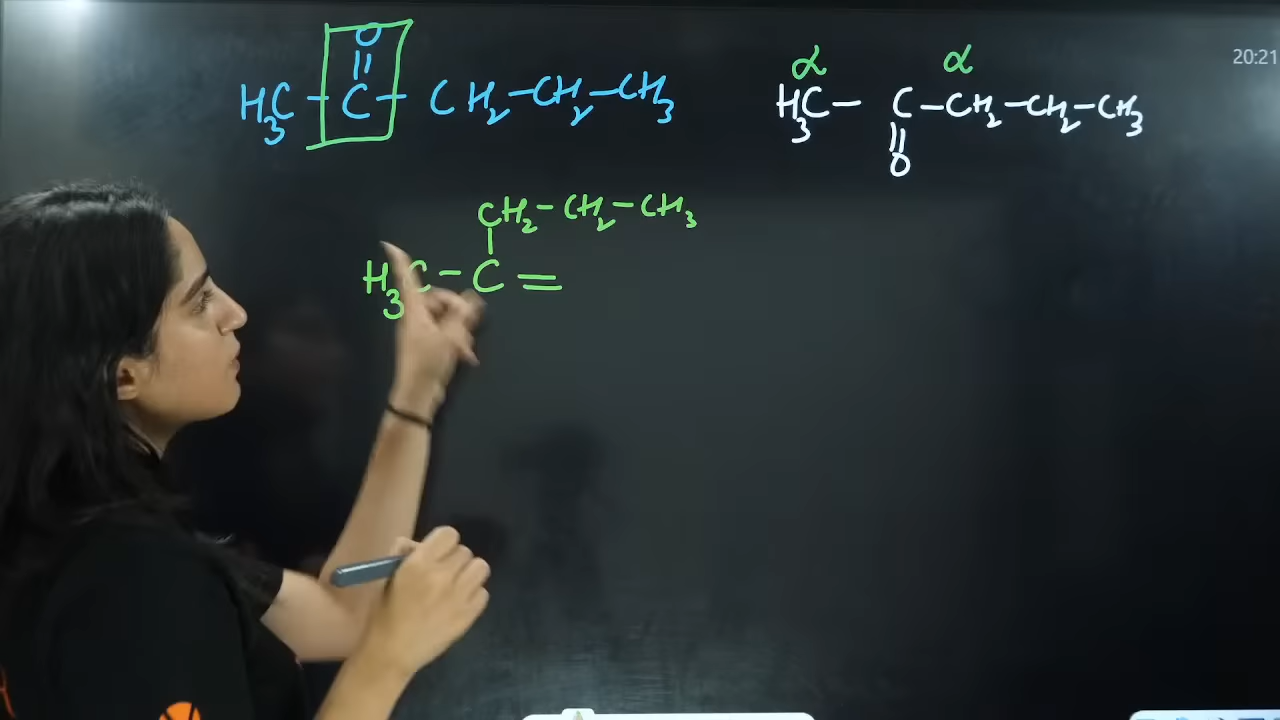 O
||
H3C - C - CH2 - CH2 - CH3
α α
H3C - C - CH2 - CH2 - CH3
||
O
20:21
CH2 - CH2 - CH3
|
H3C - C =